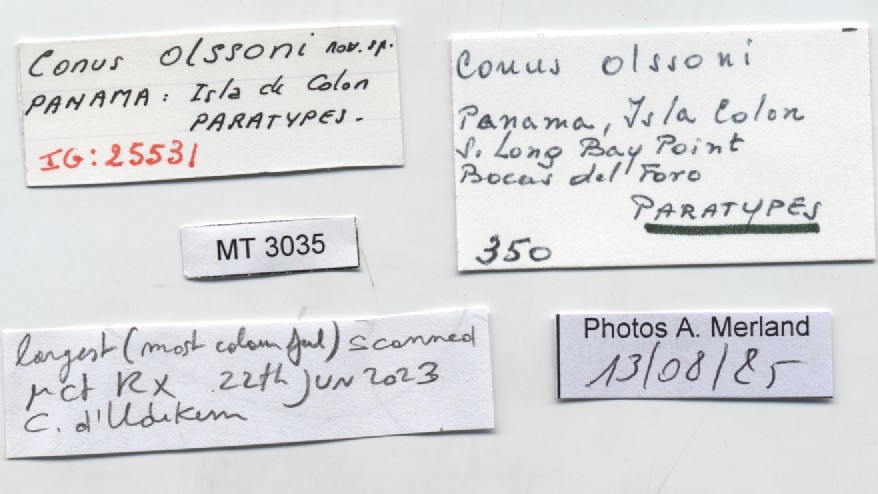 Conus olssoni nov. sp.
PANAMA: Isla de Colon
PARATYPES.
IG: 25531
Conus olssoni
Panama, Isla Colon
S. Long Bay Point
Bocas del Toro
PARATYPES
350
MT 3035
largest (most colourful) scanned
µct RX 22th JUN 2023
C. d'Udekem
Photos A. Merland
13/08/85